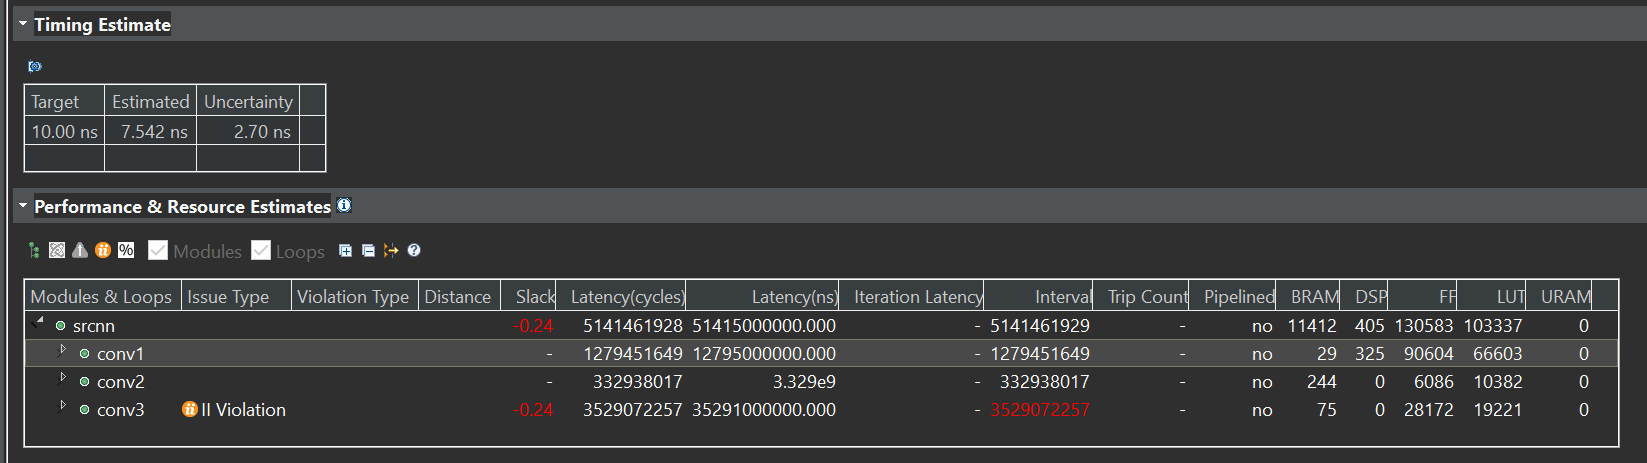 Timing Estimate
Target Estimated Uncertainty
10.00 ns 7.542 ns 2.70 ns
Performance & Resource Estimates
% Modules Loops
Modules & Loops Issue Type Violation Type Distance Slack Latency(cycles) Latency(ns) Iteration Latency Interval Trip Count Pipelined BRAM DSP FF LUT URAM
srcnn -0.24 5141461928 51415000000.000 - 5141461929 - no 11412 405 130583 103337 0
conv1 - 1279451649 12795000000.000 - 1279451649 - no 29 325 90604 66603 0
conv2 - 332938017 3.329e9 - 332938017 - no 244 0 6086 10382 0
conv3 II Violation -0.24 3529072257 35291000000.000 - 3529072257 - no 75 0 28172 19221 0